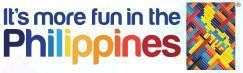 It's more fun in the
Philippines